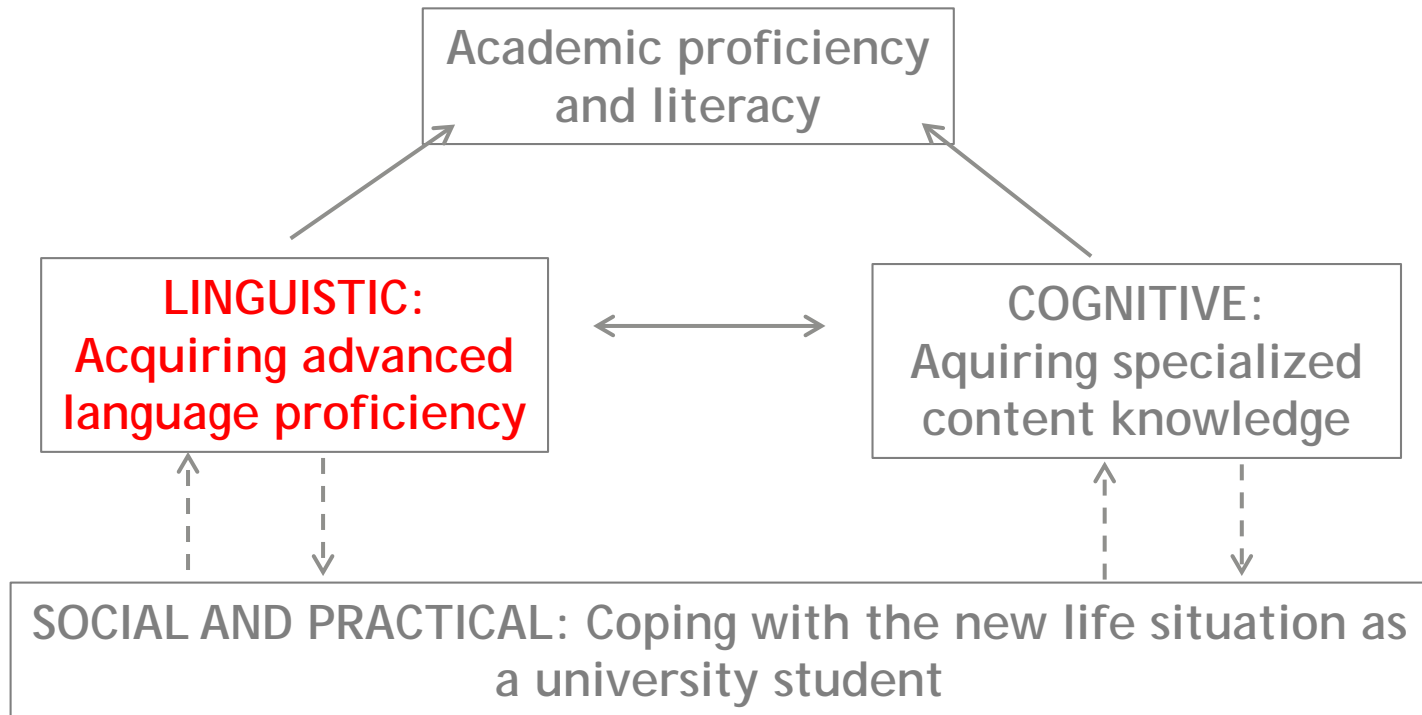 Academic proficiency
and literacy
LINGUISTIC:
Acquiring advanced
language proficiency
COGNITIVE:
Aquiring specialized
content knowledge
SOCIAL AND PRACTICAL: Coping with the new life situation as
a university student